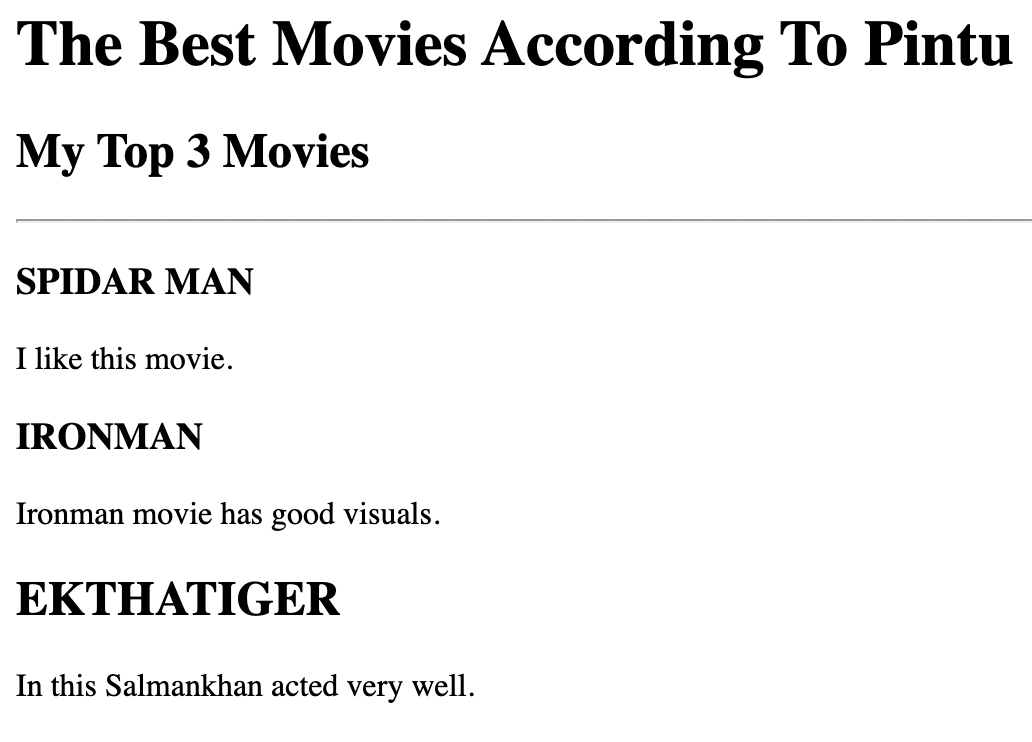 The Best Movies According To Pintu
My Top 3 Movies
SPIDAR MAN
I like this movie.
IRONMAN
Ironman movie has good visuals.
EKTHATIGER
In this Salmankhan acted very well.